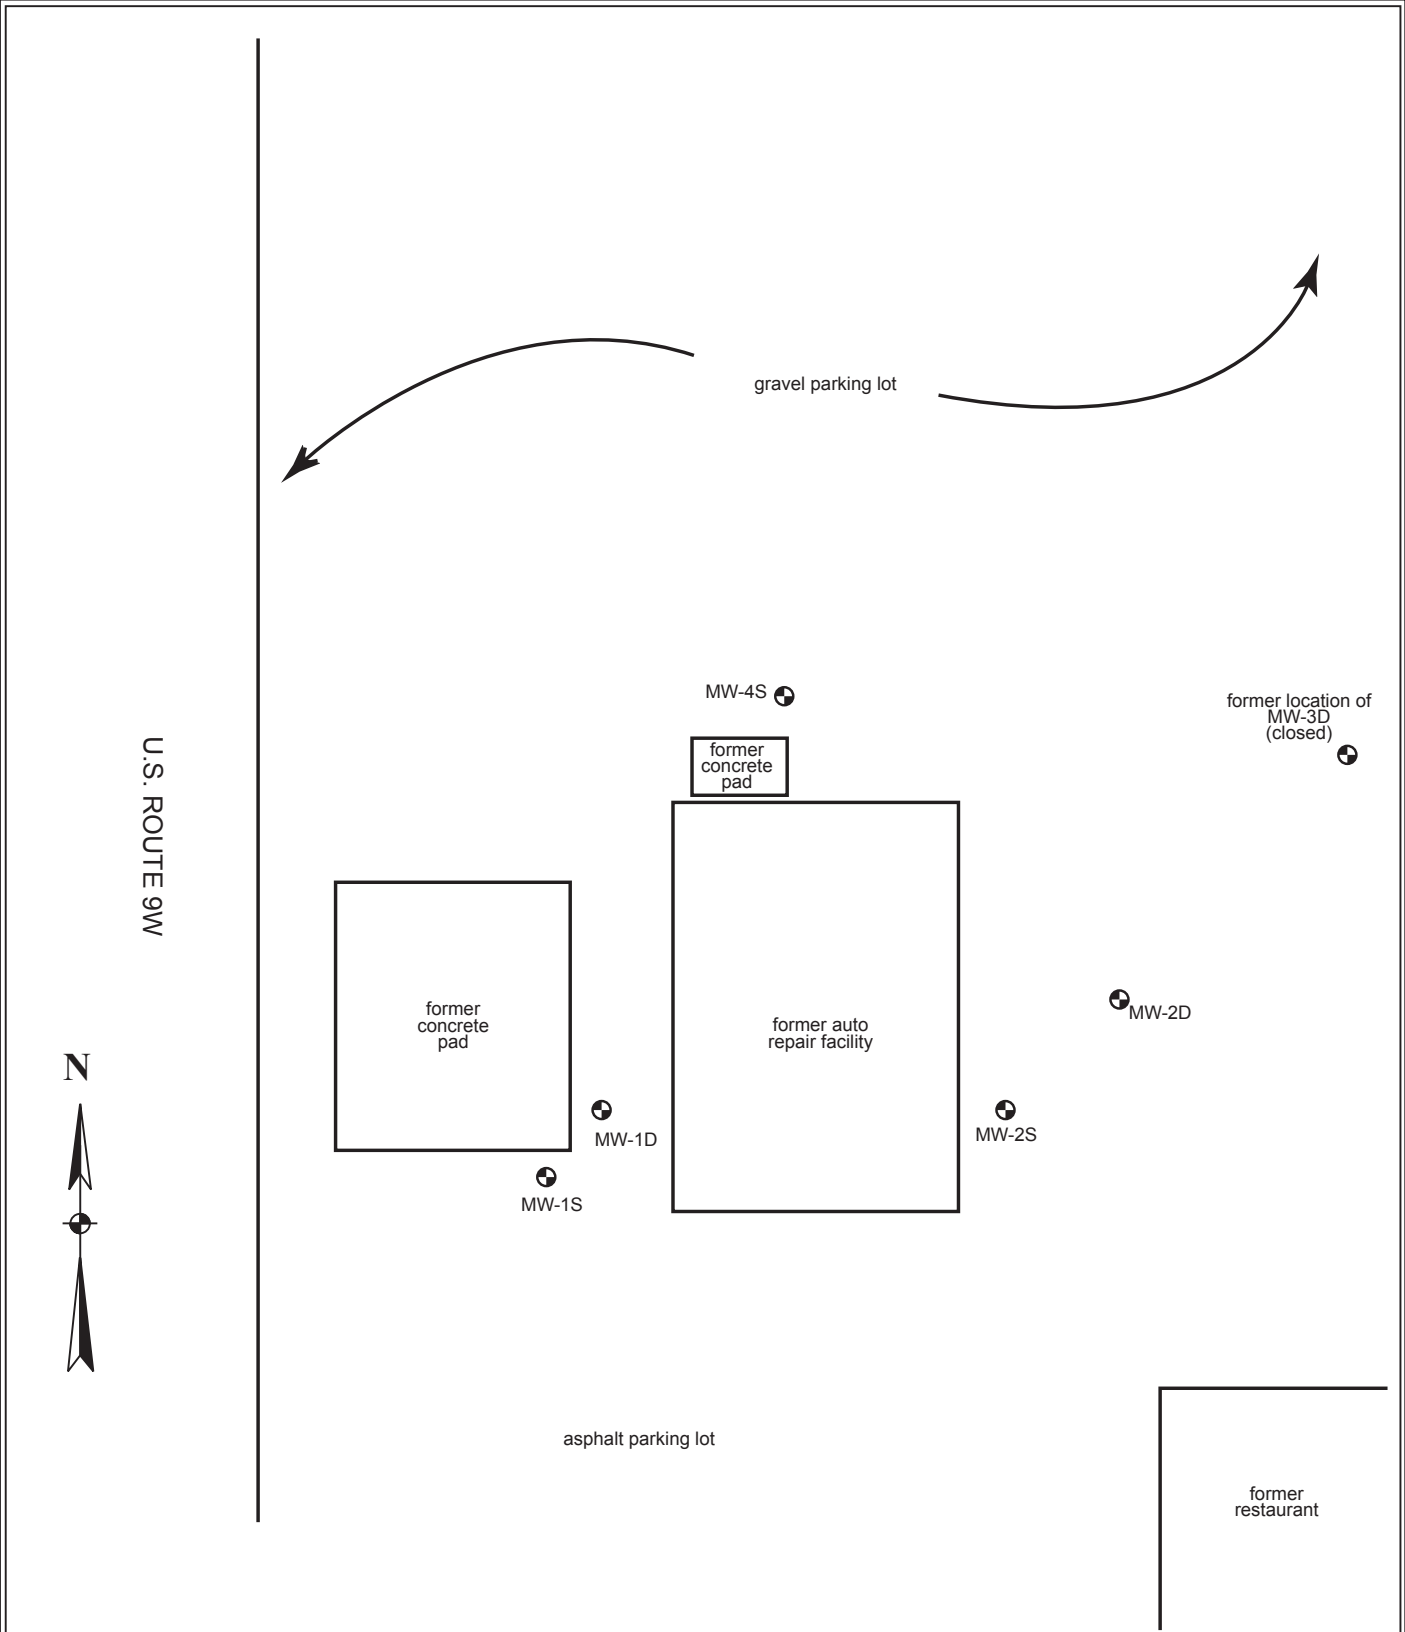 gravel parking lot
MW-4S
former location of
MW-3D
(closed)
former
concrete
pad
U.S. ROUTE 9W
former
concrete
pad
former auto
repair facility
MW-2D
N
MW-1D
MW-2S
MW-1S
asphalt parking lot
former
restaurant